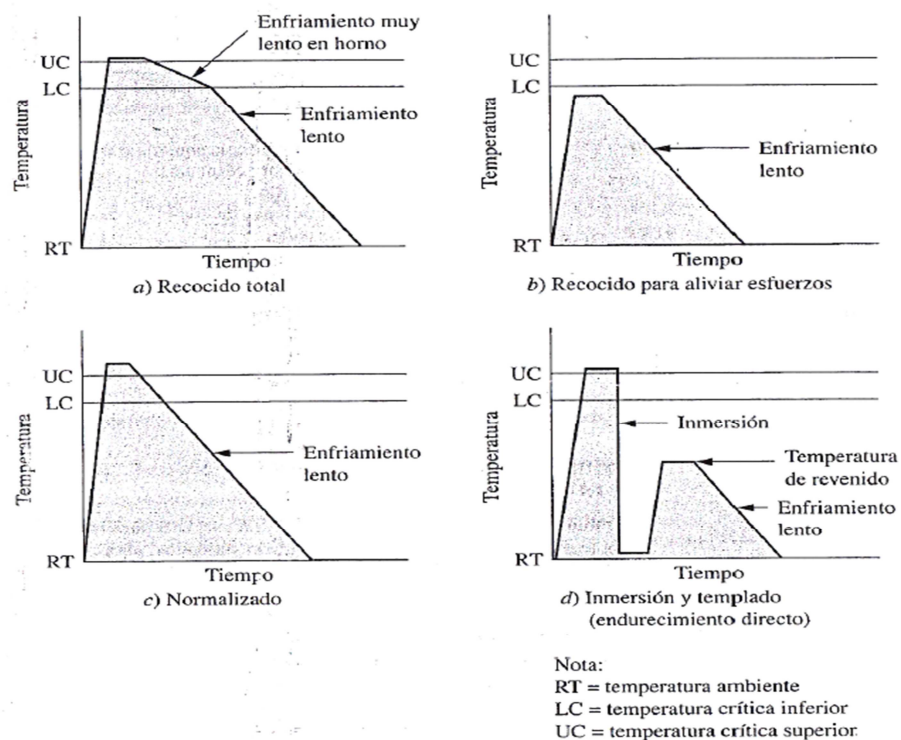 Enfriamiento muy
lento en horno
UC
LC
Enfriamiento
lento
Temperatura
RT
Tiempo
a) Recocido total
UC
LC
Enfriamiento
lento
Temperatura
RT
Tiempo
b) Recocido para aliviar esfuerzos
UC
LC
Enfriamiento
lento
Temperatura
RT
Tiempo
c) Normalizado
UC
LC
Inmersión
Temperatura
de revenido
Enfriamiento
lento
Temperatura
RT
Tiempo
d) Inmersión y templado
(endurecimiento directo)
Nota:
RT = temperatura ambiente
LC = temperatura crítica inferior
UC = temperatura crítica superior